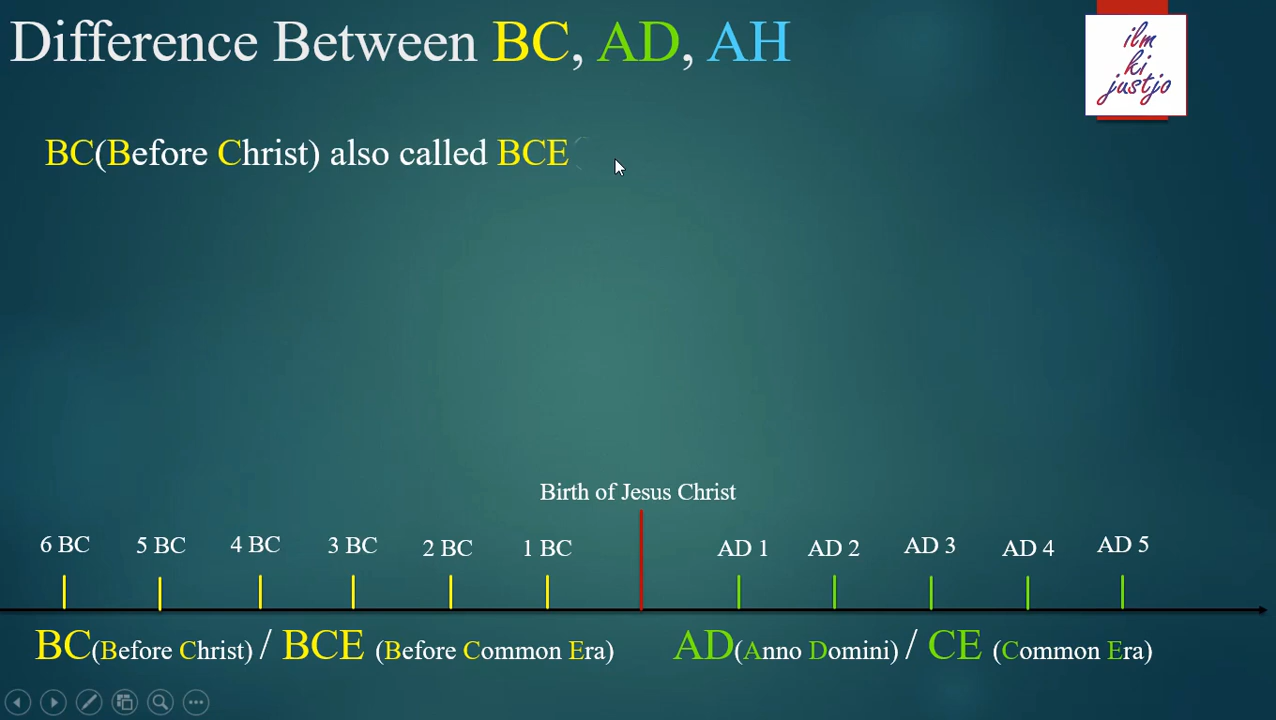 Difference Between BC, AD, AH
ilm
ki
justjo
BC(Before Christ) also called BCE
Birth of Jesus Christ
6 BC 5 BC 4 BC 3 BC 2 BC 1 BC AD 1 AD 2 AD 3 AD 4 AD 5
BC(Before Christ) / BCE (Before Common Era) AD(Anno Domini) / CE (Common Era)